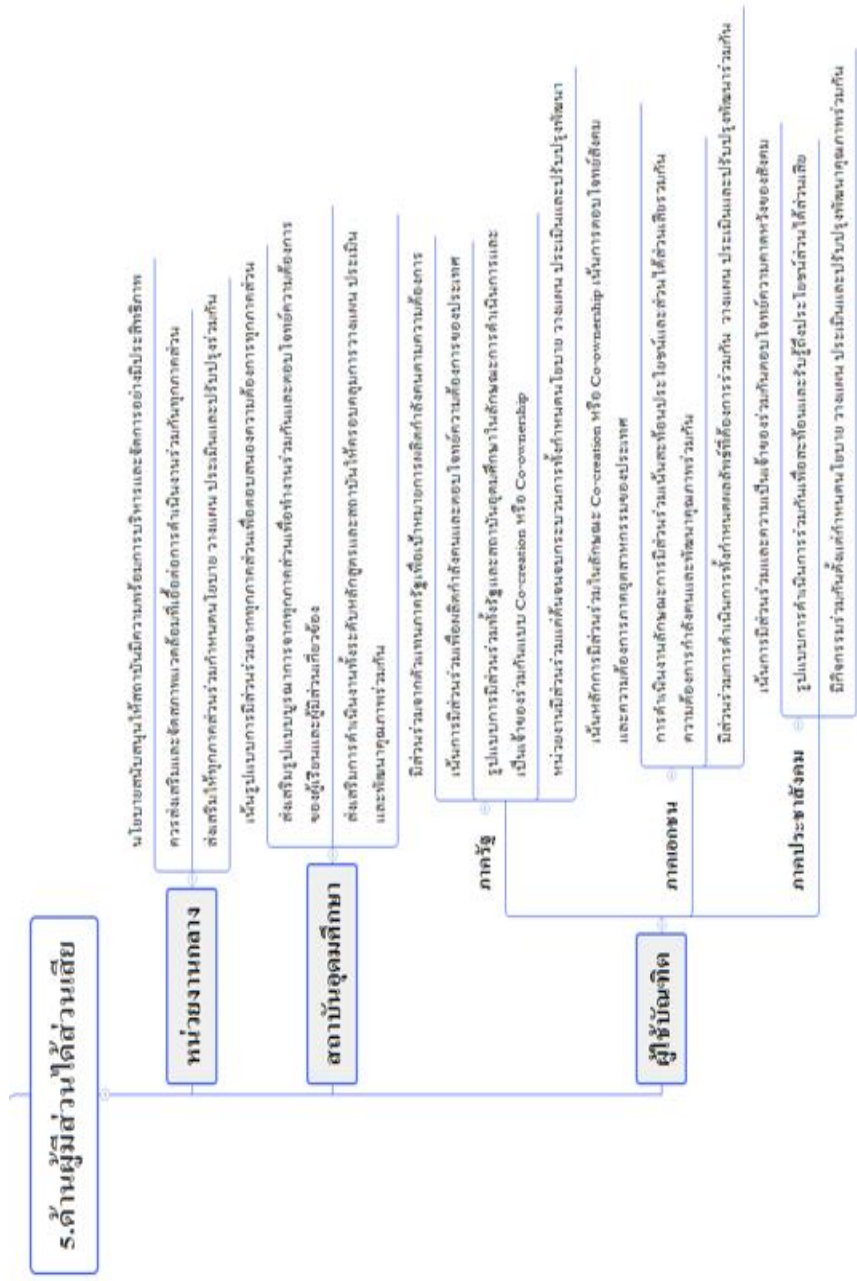 5.ด้านผู้มีส่วนได้ส่วนเสีย
หน่วยงานกลาง
นโยบายสนับสนุนให้สถาบันมีความพร้อมการบริหารและจัดการอย่างมีประสิทธิภาพ
ควรส่งเสริมและจัดสภาพแวดล้อมที่เอื้อต่อการดำเนินงานร่วมกันทุกภาคส่วน
ส่งเสริมให้ทุกภาคส่วนร่วมกำหนดนโยบาย วางแผน ประเมินและปรับปรุงร่วมกัน
สถาบันอุดมศึกษา
เน้นรูปแบบการมีส่วนร่วมจากทุกภาคส่วนเพื่อตอบสนองความต้องการทุกภาคส่วน
ส่งเสริมรูปแบบบูรณาการจากทุกภาคส่วนเพื่อทำงานร่วมกันและตอบโจทย์ความต้องการ
ของผู้เรียนและผู้มีส่วนเกี่ยวข้อง
ส่งเสริมการดำเนินงานทั้งระดับหลักสูตรและสถาบันให้ครอบคลุมการวางแผน ประเมิน
และพัฒนาคุณภาพร่วมกัน
ผู้ใช้บัณฑิต
ภาครัฐ
มีส่วนร่วมจากตัวแทนภาครัฐเพื่อเป้าหมายการผลิตกำลังคนตามความต้องการ
เน้นการมีส่วนร่วมเพื่อผลิตกำลังคนและตอบโจทย์ความต้องการของประเทศ
รูปแบบการมีส่วนร่วมทั้งรัฐและสถาบันอุดมศึกษาในลักษณะการดำเนินการและ
เป็นเจ้าของร่วมกันแบบ Co-creation หรือ Co-ownership
หน่วยงานมีส่วนร่วมแต่ต้นจนจบกระบวนการทั้งกำหนดนโยบาย วางแผน ประเมินและปรับปรุงพัฒนา
ภาคเอกชน
เน้นหลักการมีส่วนร่วมในลักษณะ Co-creation หรือ Co-ownership เน้นการตอบโจทย์สังคม
และความต้องการภาคอุตสาหกรรมของประเทศ
การดำเนินงานลักษณะการมีส่วนร่วมเน้นสะท้อนประโยชน์และส่วนได้ส่วนเสียรวมกัน
ความต้องการกำลังคนและพัฒนาคุณภาพร่วมกัน
มีส่วนร่วมการดำเนินการทั้งกำหนดผลลัพธ์ที่ต้องการร่วมกัน วางแผน ประเมินและปรับปรุงพัฒนาร่วมกัน
ภาคประชาสังคม
เน้นการมีส่วนร่วมและความเป็นเจ้าของร่วมกันตอบโจทย์ความคาดหวังของสังคม
รูปแบบการดำเนินการร่วมกันเพื่อสะท้อนและรับรู้ถึงประโยชน์ส่วนได้ส่วนเสีย
มีกิจกรรมร่วมกันตั้งแต่กำหนดนโยบาย วางแผน ประเมินและปรับปรุงพัฒนาคุณภาพร่วมกัน